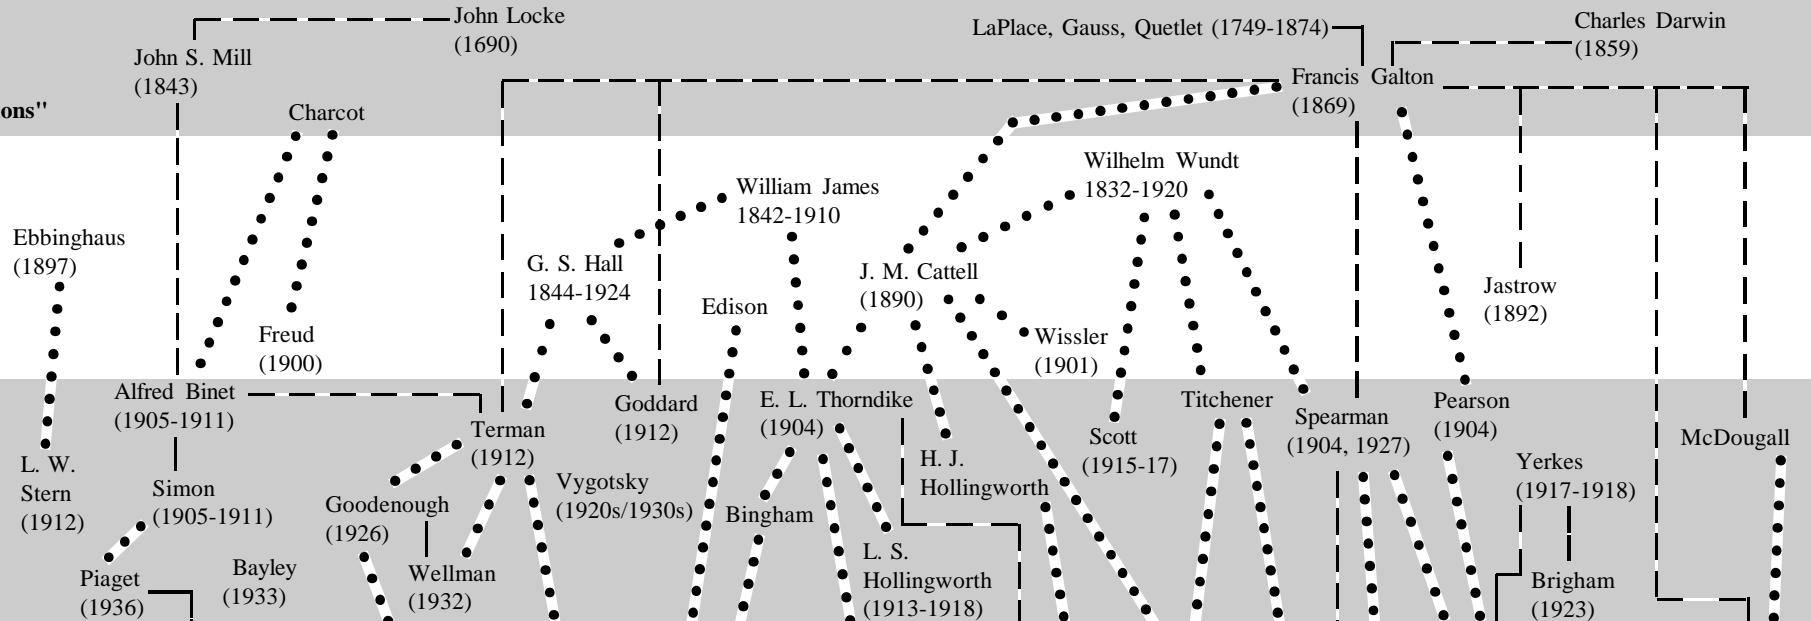 John Locke
(1690)
LaPlace, Gauss, Quetlet (1749-1874)
Charles Darwin
(1859)
John S. Mill
(1843)
Francis Galton
(1869)
ons"
Charcot
Wilhelm Wundt
1832-1920
William James
1842-1910
Ebbinghaus
(1897)
G. S. Hall
1844-1924
J. M. Cattell
(1890)
Jastrow
(1892)
Edison
Freud
(1900)
Wissler
(1901)
Alfred Binet
(1905-1911)
Goddard
(1912)
E. L. Thorndike
(1904)
Titchener
Spearman
(1904, 1927)
Pearson
(1904)
Terman
(1912)
Scott
(1915-17)
McDougall
L. W.
Stern
(1912)
H. J.
Hollingworth
Yerkes
(1917-1918)
Simon
(1905-1911)
Vygotsky
(1920s/1930s)
Goodenough
(1926)
Bingham
L. S.
Hollingworth
(1913-1918)
Piaget
(1936)
Bayley
(1933)
Wellman
(1932)
Brigham
(1923)